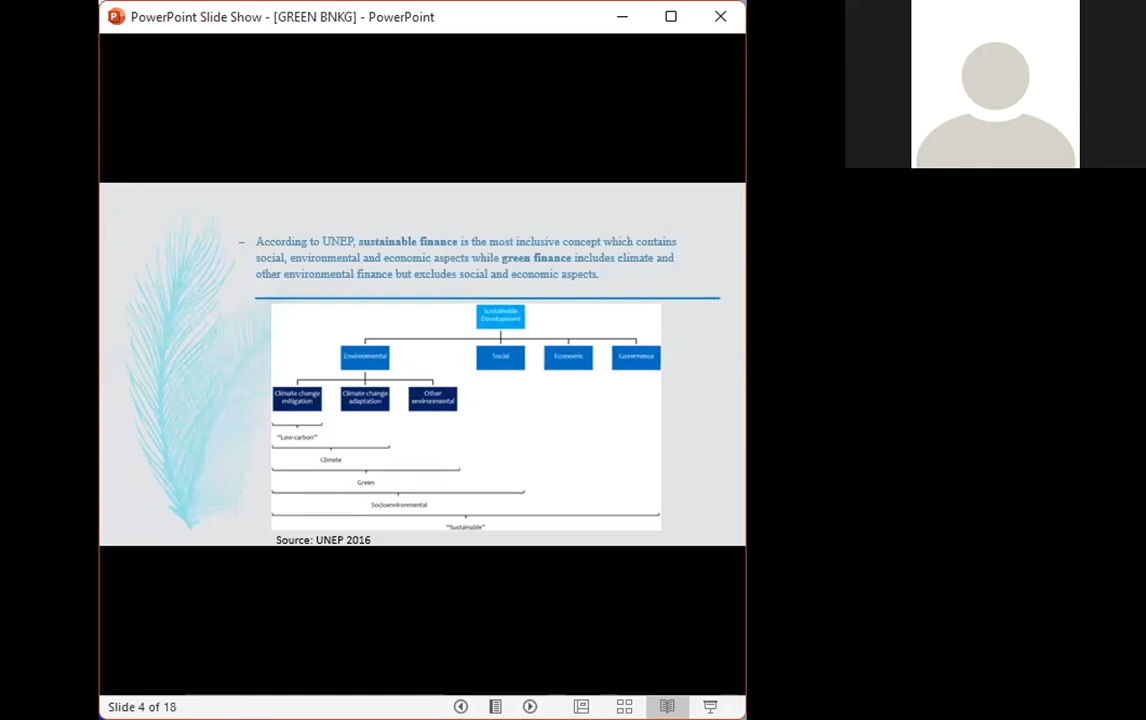 PowerPoint Slide Show - [GREEN BNKG] - PowerPoint
– According to UNEP, sustainable finance is the most inclusive concept which contains
social, environmental and economic aspects while green finance includes climate and
other environmental finance but excludes social and economic aspects.
Sustainable
Development
Environmental
Social
Economic
Governance
Climate change
mitigation
Climate change
adaptation
Other
environmental
"Low-carbon"
Climate
Green
Socioenvironmental
"Sustainable"
Source: UNEP 2016
Slide 4 of 18